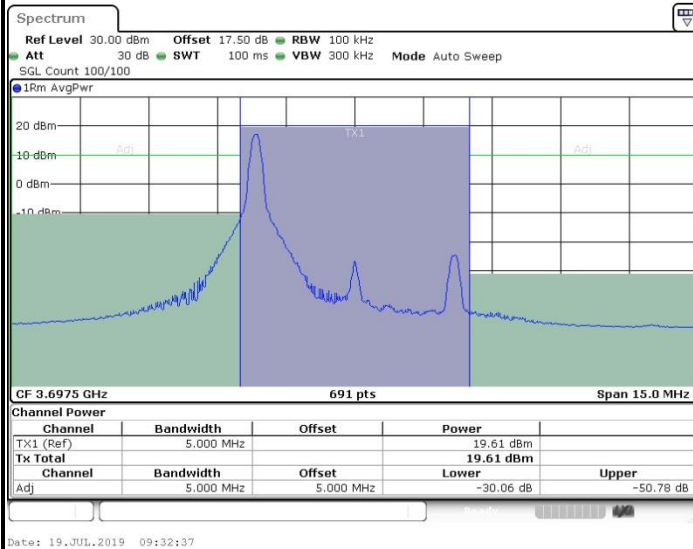 Spectrum
Ref Level 30.00 dBm Offset 17.50 dB RBW 100 kHz
Att 30 dB SWT 100 ms VBW 300 kHz Mode Auto Sweep
SGL Count 100/100
1Rm AvgPwr
20 dBm
TX1
10 dBm Adj Adj
0 dBm
-10 dBm
CF 3.6975 GHz 691 pts Span 15.0 MHz
Channel Power
Channel Bandwidth Offset Power
TX1 (Ref) 5.000 MHz 19.61 dBm
Tx Total 19.61 dBm
Channel Bandwidth Offset Lower Upper
Adj 5.000 MHz 5.000 MHz -30.06 dB -50.78 dB
Ready
Date: 19.JUL.2019 09:32:37